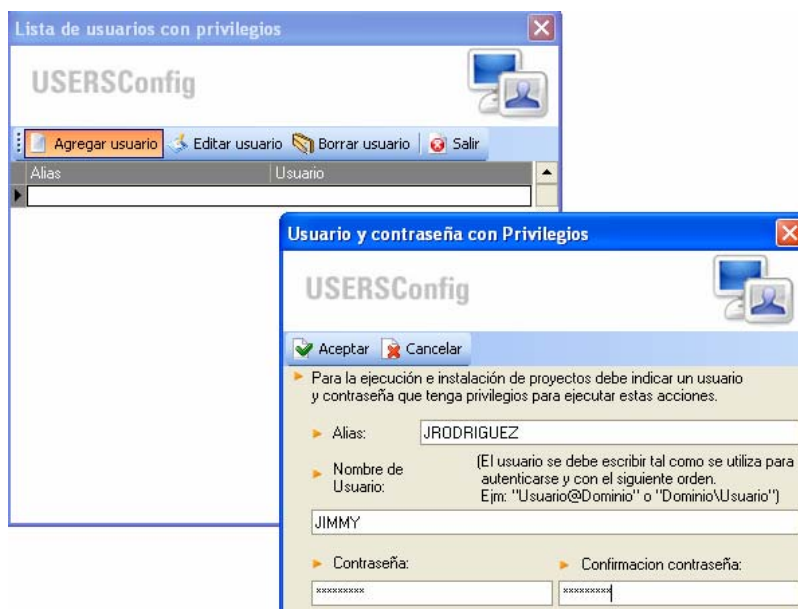 Lista de usuarios con privilegios
USERSConfig
Agregar usuario Editar usuario Borrar usuario Salir
Alias Usuario
Usuario y contraseña con Privilegios
USERSConfig
Aceptar Cancelar
Para la ejecución e instalación de proyectos debe indicar un usuario
y contraseña que tenga privilegios para ejecutar estas acciones.
Alias: JRODRIGUEZ
Nombre de Usuario:
(El usuario se debe escribir tal como se utiliza para
autenticarse y con el siguiente orden.
Ejm: "Usuario@Dominio" o "Dominio\Usuario")
JIMMY
Contraseña: Confirmacion contraseña:
××××××××× ×××××××××